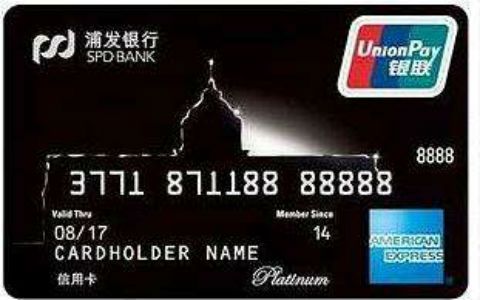 浦发银行
SPD BANK
UnionPay
银联
8888
3771 871188 88888
Valid Thru
Member Since
08/17
14
CARDHOLDER NAME
AMERICAN
EXPRESS
信用卡
Platinum